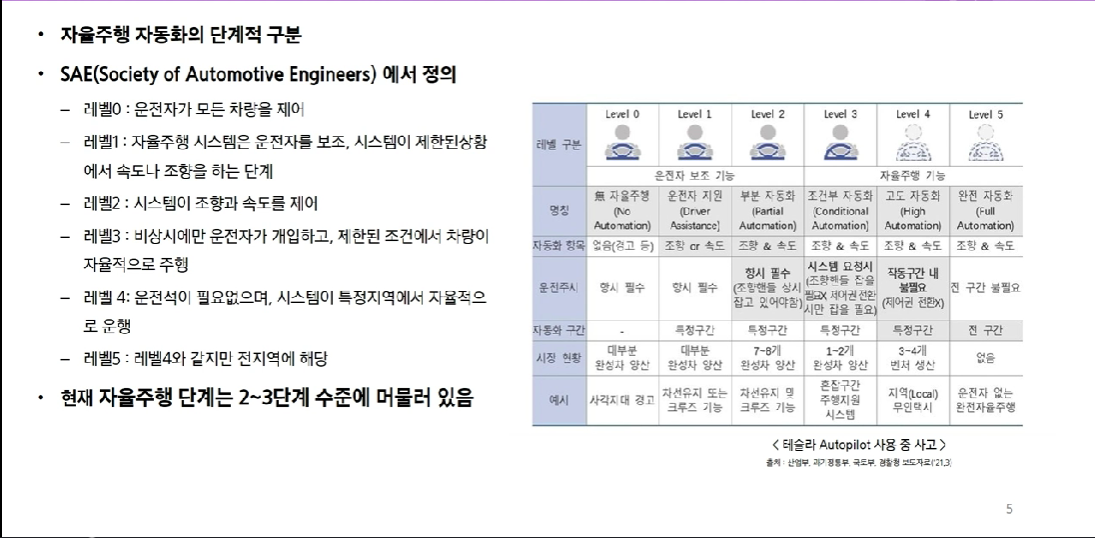 • 자율주행 자동화의 단계적 구분
• SAE(Society of Automotive Engineers) 에서 정의
– 레벨0 : 운전자가 모든 차량을 제어
– 레벨1 : 자율주행 시스템은 운전자를 보조, 시스템이 제한된상황
에서 속도나 조향을 하는 단계
– 레벨2 : 시스템이 조향과 속도를 제어
– 레벨3 : 비상시에만 운전자가 개입하고, 제한된 조건에서 차량이
자율적으로 주행
– 레벨 4: 운전석이 필요없으며, 시스템이 특정지역에서 자율적으
로 운행
– 레벨5 : 레벨4와 같지만 전지역에 해당
• 현재 자율주행 단계는 2~3단계 수준에 머물러 있음
레벨 구분 Level 0 Level 1 Level 2 Level 3 Level 4 Level 5
운전자 보조 기능 자율주행 기능
명칭 無 자율주행 (No Automation) 운전자 지원 (Driver Assistance) 부분 자동화 (Partial Automation) 조건부 자동화 (Conditional Automation) 고도 자동화 (High Automation) 완전 자동화 (Full Automation)
자동화 항목 없음(경고 등) 조향 or 속도 조향 & 속도 조향 & 속도 조향 & 속도 조향 & 속도
운전주시 항시 필수 항시 필수 항시 필수 (조향핸들 상시 잡고 있어야함) 시스템 요청시 (조향핸들 잡을 필요X 제어권전환 시만 잡을 필요) 작동구간 내 불필요 (제어권 전환X) 전 구간 불필요
자동화 구간 - 특정구간 특정구간 특정구간 특정구간 전 구간
시장 현황 대부분 완성차 양산 대부분 완성차 양산 7~8개 완성차 양산 1~2개 완성차 양산 3~4개 벤처 생산 없음
예시 사각지대 경고 차선유지 또는 크루즈 기능 차선유지 및 크루즈 기능 혼잡구간 주행지원 시스템 지역(Local) 무인택시 운전자 없는 완전자율주행
< 테슬라 Autopilot 사용 중 사고 >
출처 : 산업부, 과기정통부, 국토부, 경찰청 보도자료('21.3)
5